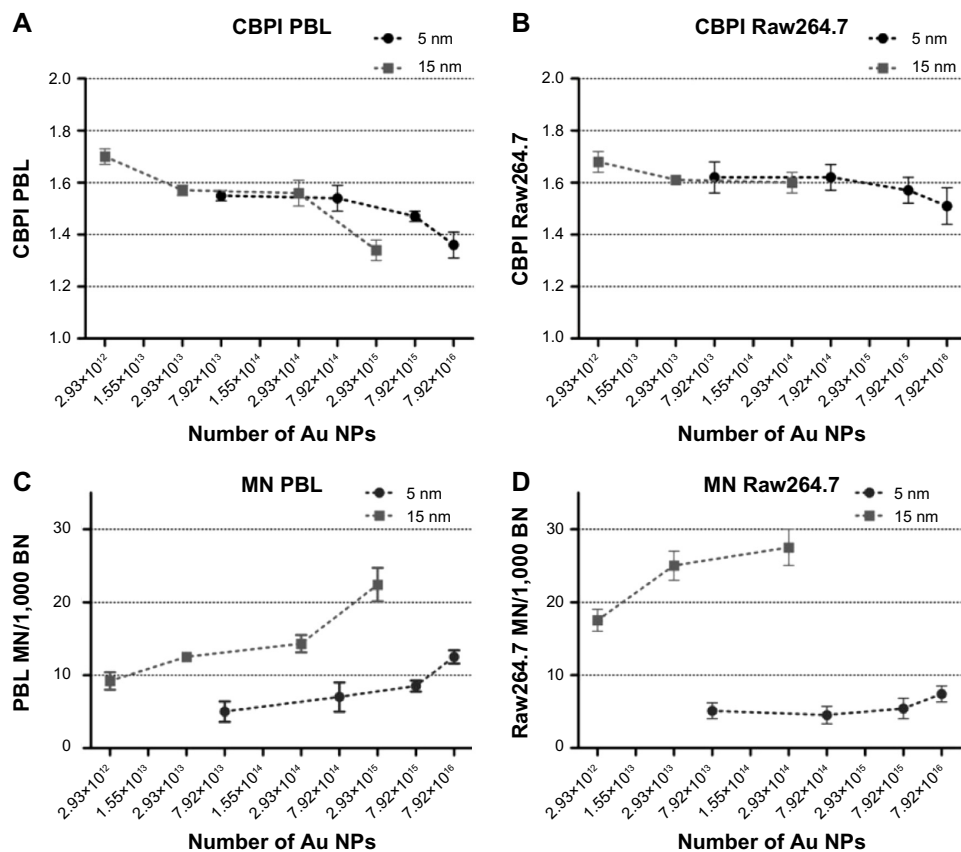 A
CBPI PBL
5 nm
15 nm
CBPI PBL
2.0
1.8
1.6
1.4
1.2
1.0
2.93×10¹²
1.55×10¹³
2.93×10¹³
7.92×10¹³
1.55×10¹⁴
2.93×10¹⁴
7.92×10¹⁴
2.93×10¹⁵
7.92×10¹⁵
7.92×10¹⁶
Number of Au NPs
B
CBPI Raw264.7
5 nm
15 nm
CBPI Raw264.7
2.0
1.8
1.6
1.4
1.2
1.0
2.93×10¹²
1.55×10¹³
2.93×10¹³
7.92×10¹³
1.55×10¹⁴
2.93×10¹⁴
7.92×10¹⁴
2.93×10¹⁵
7.92×10¹⁵
7.92×10¹⁶
Number of Au NPs
C
MN PBL
5 nm
15 nm
PBL MN/1,000 BN
30
20
10
0
2.93×10¹²
1.55×10¹³
2.93×10¹³
7.92×10¹³
1.55×10¹⁴
2.93×10¹⁴
7.92×10¹⁴
2.93×10¹⁵
7.92×10¹⁵
7.92×10¹⁶
Number of Au NPs
D
MN Raw264.7
5 nm
15 nm
Raw264.7 MN/1,000 BN
30
20
10
0
2.93×10¹²
1.55×10¹³
2.93×10¹³
7.92×10¹³
1.55×10¹⁴
2.93×10¹⁴
7.92×10¹⁴
2.93×10¹⁵
7.92×10¹⁵
7.92×10¹⁶
Number of Au NPs